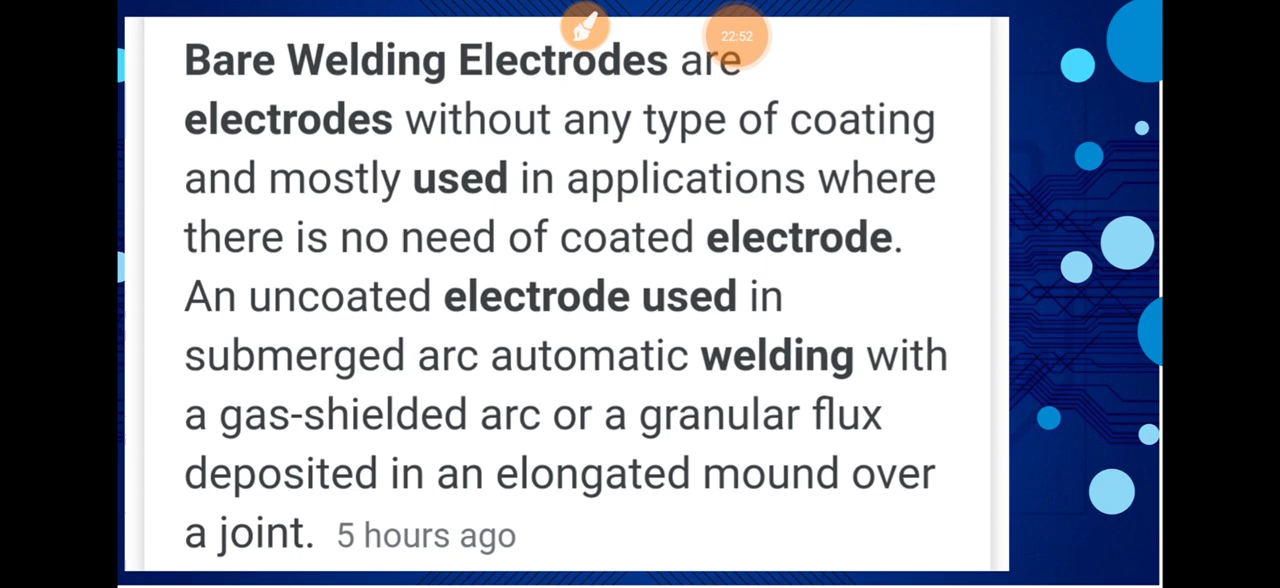 22:52
Bare Welding Electrodes are
electrodes without any type of coating
and mostly used in applications where
there is no need of coated electrode.
An uncoated electrode used in
submerged arc automatic welding with
a gas-shielded arc or a granular flux
deposited in an elongated mound over
a joint. 5 hours ago